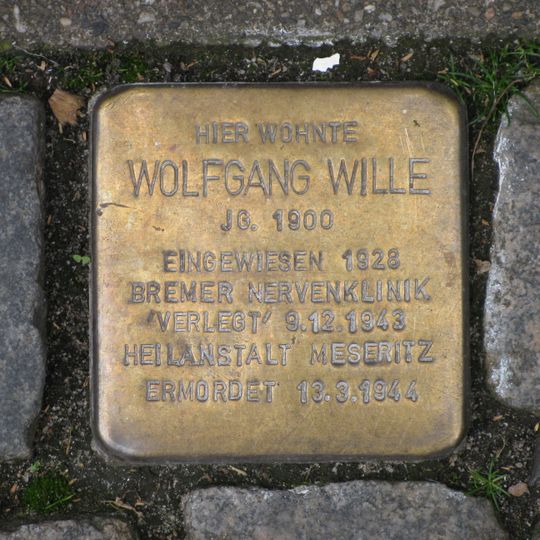 HIER WOHNTE
WOLFGANG WILLE
JG. 1900
EINGEWIESEN 1928
BREMER NERVENKLINIK
'VERLEGT' 9.12.1943
HEILANSTALT MESERITZ
ERMORDET 13.3.1944